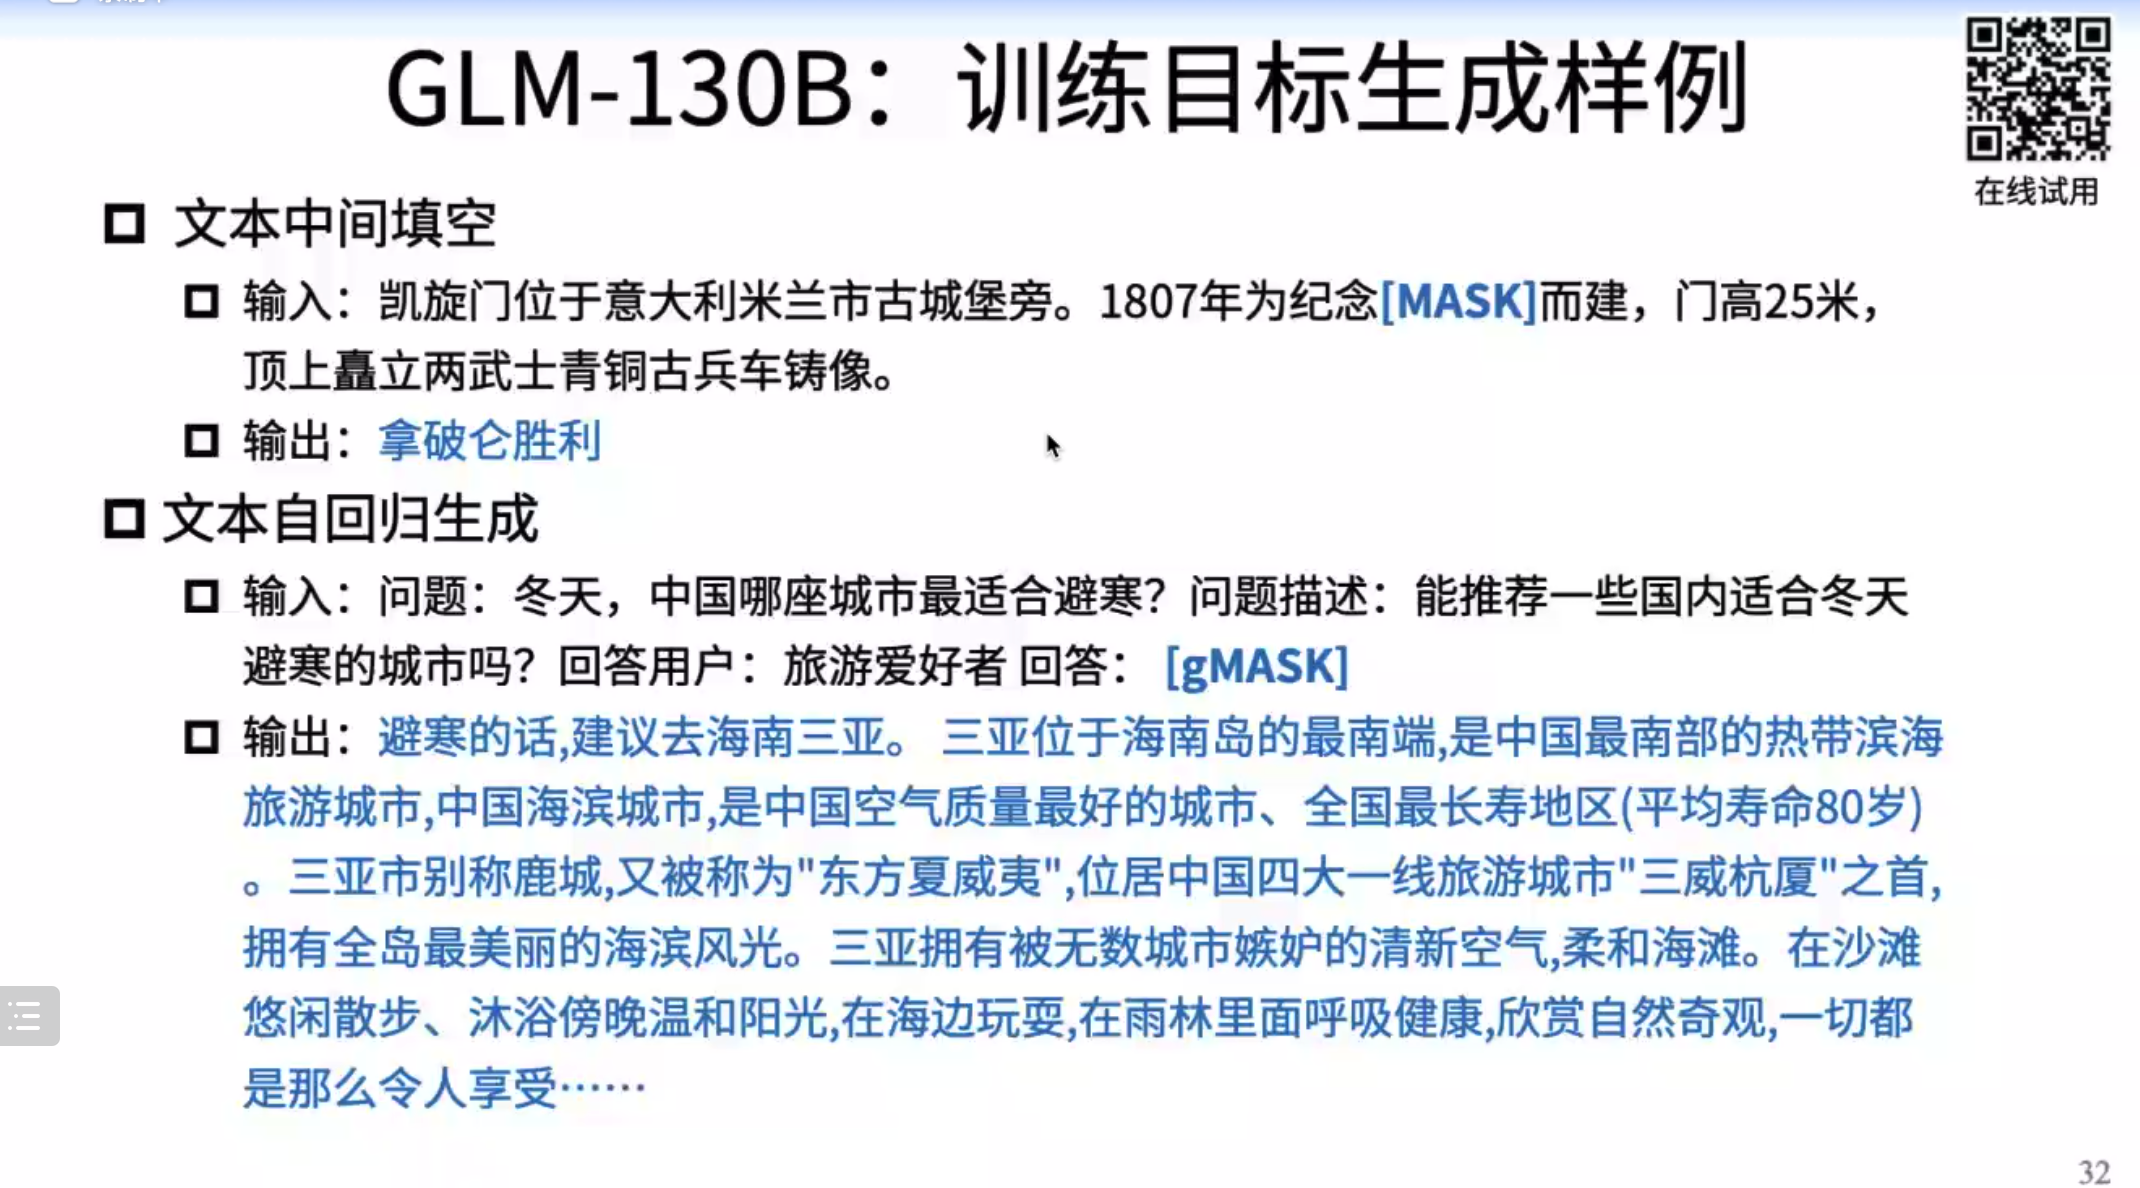 GLM-130B：训练目标生成样例
在线试用
文本中间填空
输入：凯旋门位于意大利米兰市古城堡旁。1807年为纪念[MASK]而建，门高25米，
顶上矗立两武士青铜古兵车铸像。
输出：拿破仑胜利
文本自回归生成
输入：问题：冬天，中国哪座城市最适合避寒？问题描述：能推荐一些国内适合冬天
避寒的城市吗？回答用户：旅游爱好者 回答： [gMASK]
输出：避寒的话,建议去海南三亚。 三亚位于海南岛的最南端,是中国最南部的热带滨海
旅游城市,中国海滨城市,是中国空气质量最好的城市、全国最长寿地区(平均寿命80岁)
。三亚市别称鹿城,又被称为"东方夏威夷",位居中国四大一线旅游城市"三威杭厦"之首,
拥有全岛最美丽的海滨风光。三亚拥有被无数城市嫉妒的清新空气,柔和海滩。在沙滩
悠闲散步、沐浴傍晚温和阳光,在海边玩耍,在雨林里面呼吸健康,欣赏自然奇观,一切都
是那么令人享受……
32